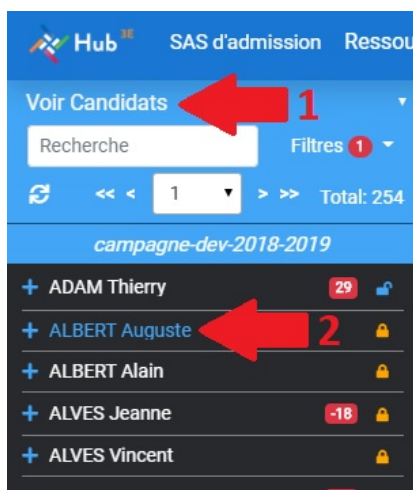 Hub 3E SAS d'admission Ressou
Voir Candidats 1
Recherche Filtres 1
<< < 1 > >> Total: 254
campagne-dev-2018-2019
+ ADAM Thierry 29
+ ALBERT Auguste 2
+ ALBERT Alain
+ ALVES Jeanne -18
+ ALVES Vincent